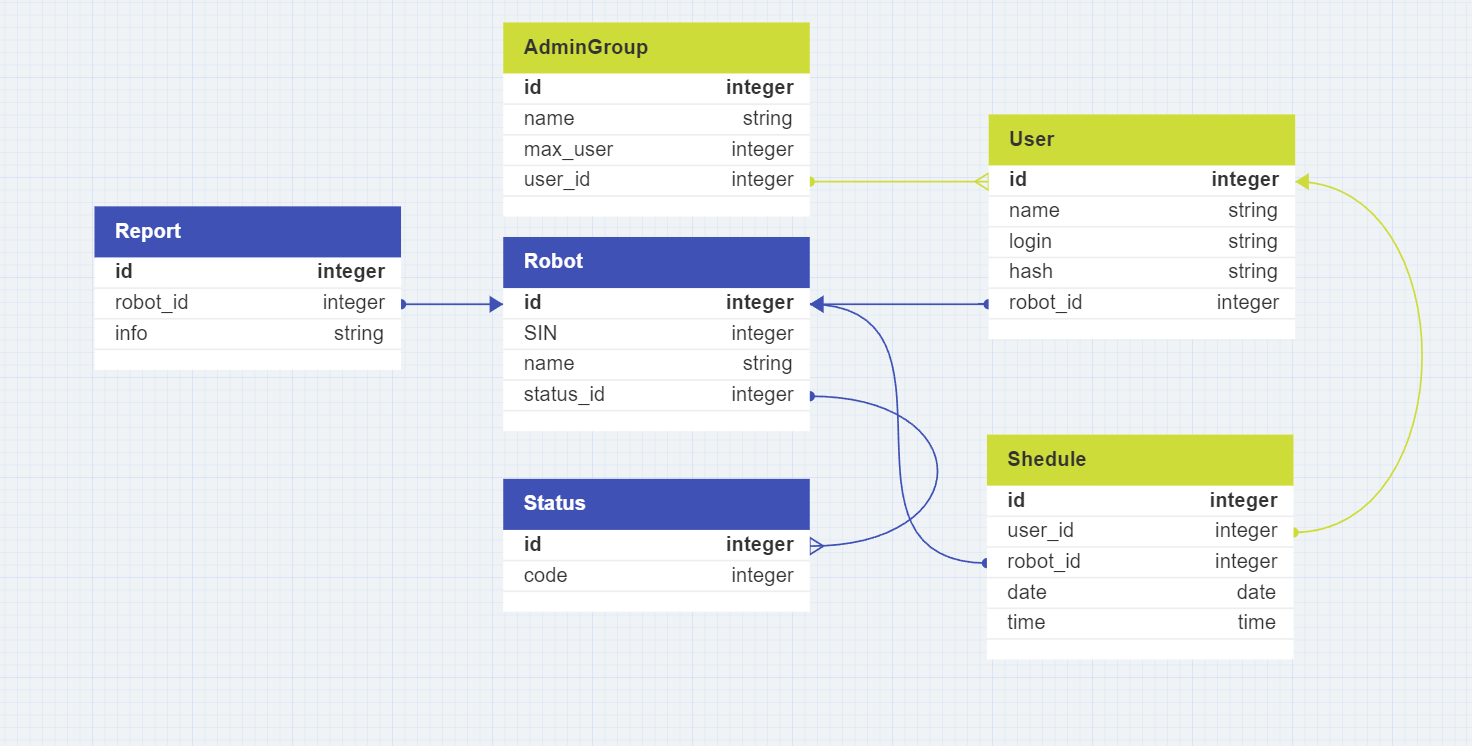 AdminGroup
id integer
name string
max_user integer
user_id integer
User
id integer
name string
login string
hash string
robot_id integer
Report
id integer
robot_id integer
info string
Robot
id integer
SIN integer
name string
status_id integer
Status
id integer
code integer
Shedule
id integer
user_id integer
robot_id integer
date date
time time